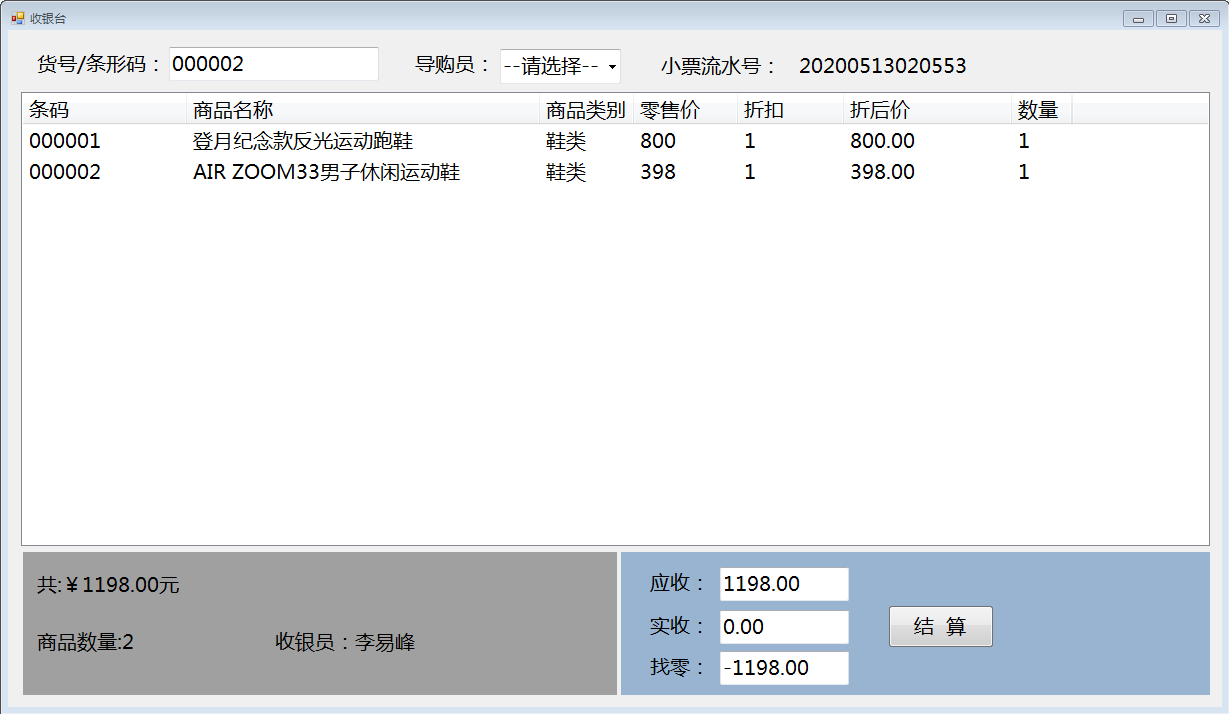 收银台
货号/条形码： 000002 导购员： --请选择-- 小票流水号： 20200513020553
条码 商品名称 商品类别 零售价 折扣 折后价 数量
000001 登月纪念款反光运动跑鞋 鞋类 800 1 800.00 1
000002 AIR ZOOM33男子休闲运动鞋 鞋类 398 1 398.00 1
共:￥1198.00元
商品数量:2 收银员：李易峰
应收： 1198.00
实收： 0.00
结 算
找零： -1198.00